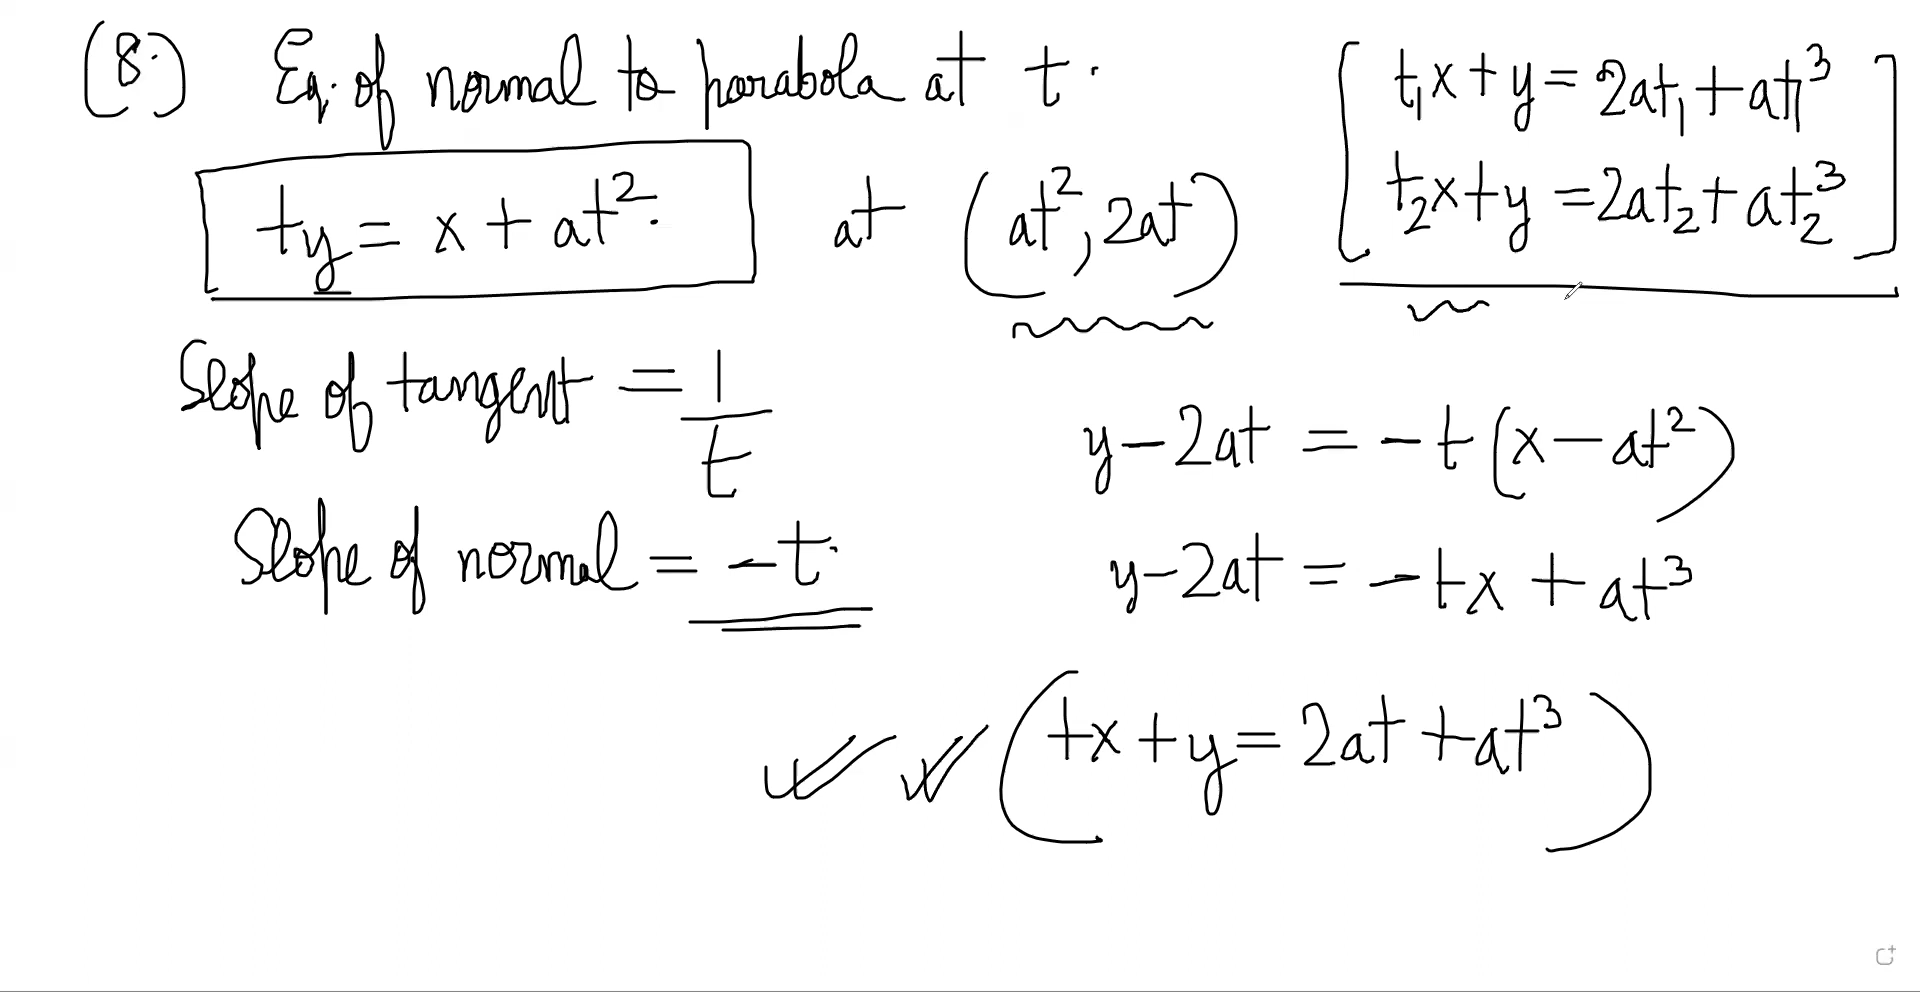 (8.) Eq. of normal to parabola at t.
ty = x + at². at (at², 2at)
[t₁x + y = 2at₁ + at₁³
t₂x + y = 2at₂ + at₂³]
Slope of tangent = 1/t
Slope of normal = -t.
y - 2at = -t(x - at²)
y - 2at = -tx + at³
(tx + y = 2at + at³)